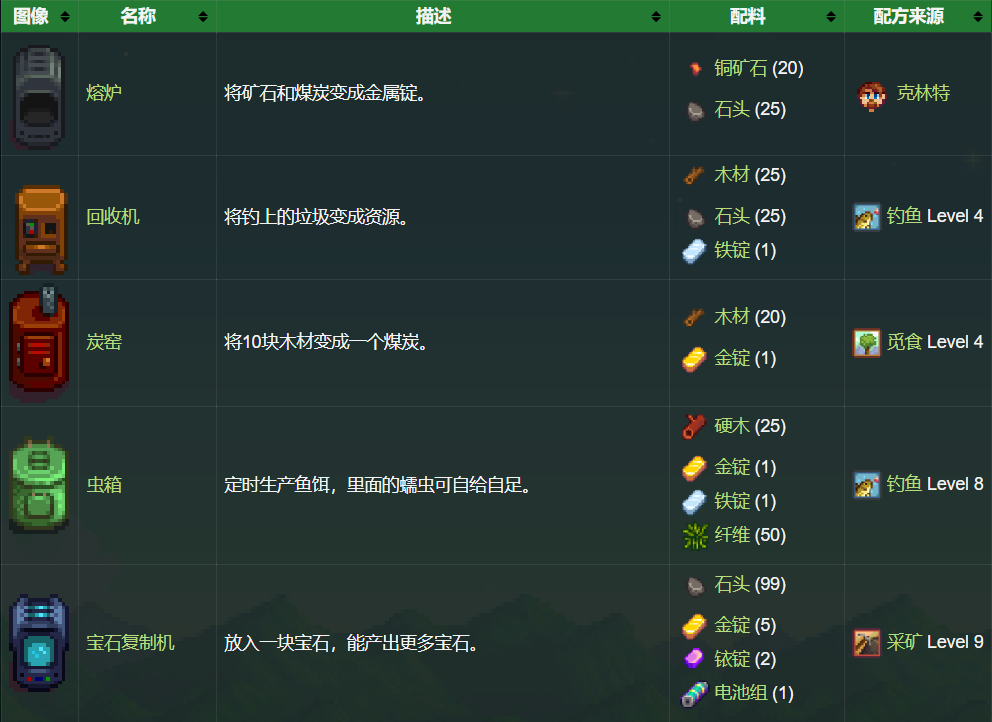 图像 名称 描述 配料 配方来源
熔炉 将矿石和煤炭变成金属锭。 铜矿石 (20) 克林特
石头 (25)
木材 (25)
回收机 将钓上的垃圾变成资源。 石头 (25) 钓鱼 Level 4
铁锭 (1)
木材 (20)
炭窑 将10块木材变成一个煤炭。 金锭 (1) 觅食 Level 4
硬木 (25)
金锭 (1)
虫箱 定时生产鱼饵，里面的蠕虫可自给自足。 铁锭 (1) 钓鱼 Level 8
纤维 (50)
石头 (99)
金锭 (5)
宝石复制机 放入一块宝石，能产出更多宝石。 铱锭 (2) 采矿 Level 9
电池组 (1)